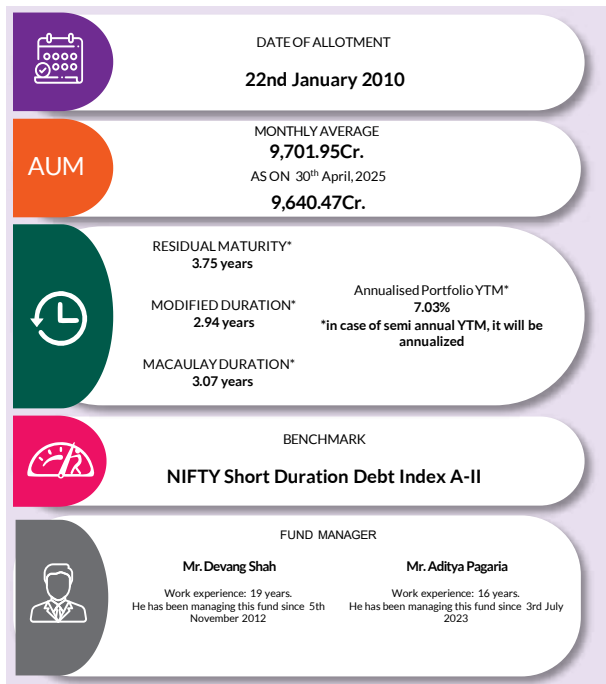 DATE OF ALLOTMENT
22nd January 2010
AUM
MONTHLY AVERAGE
9,701.95Cr.
AS ON 30th April,2025
9,640.47Cr.
RESIDUAL MATURITY*
3.75 years
MODIFIED DURATION*
2.94 years
MACAULAY DURATION*
3.07 years
Annualised Portfolio YTM*
7.03%
*in case of semi annual YTM, it will be
annualized
BENCHMARK
NIFTY Short Duration Debt Index A-II
FUND MANAGER
Mr. Devang Shah
Work experience: 19 years.
He has been managing this fund since 5th
November 2012
Mr. Aditya Pagaria
Work experience: 16 years.
He has been managing this fund since 3rd July
2023